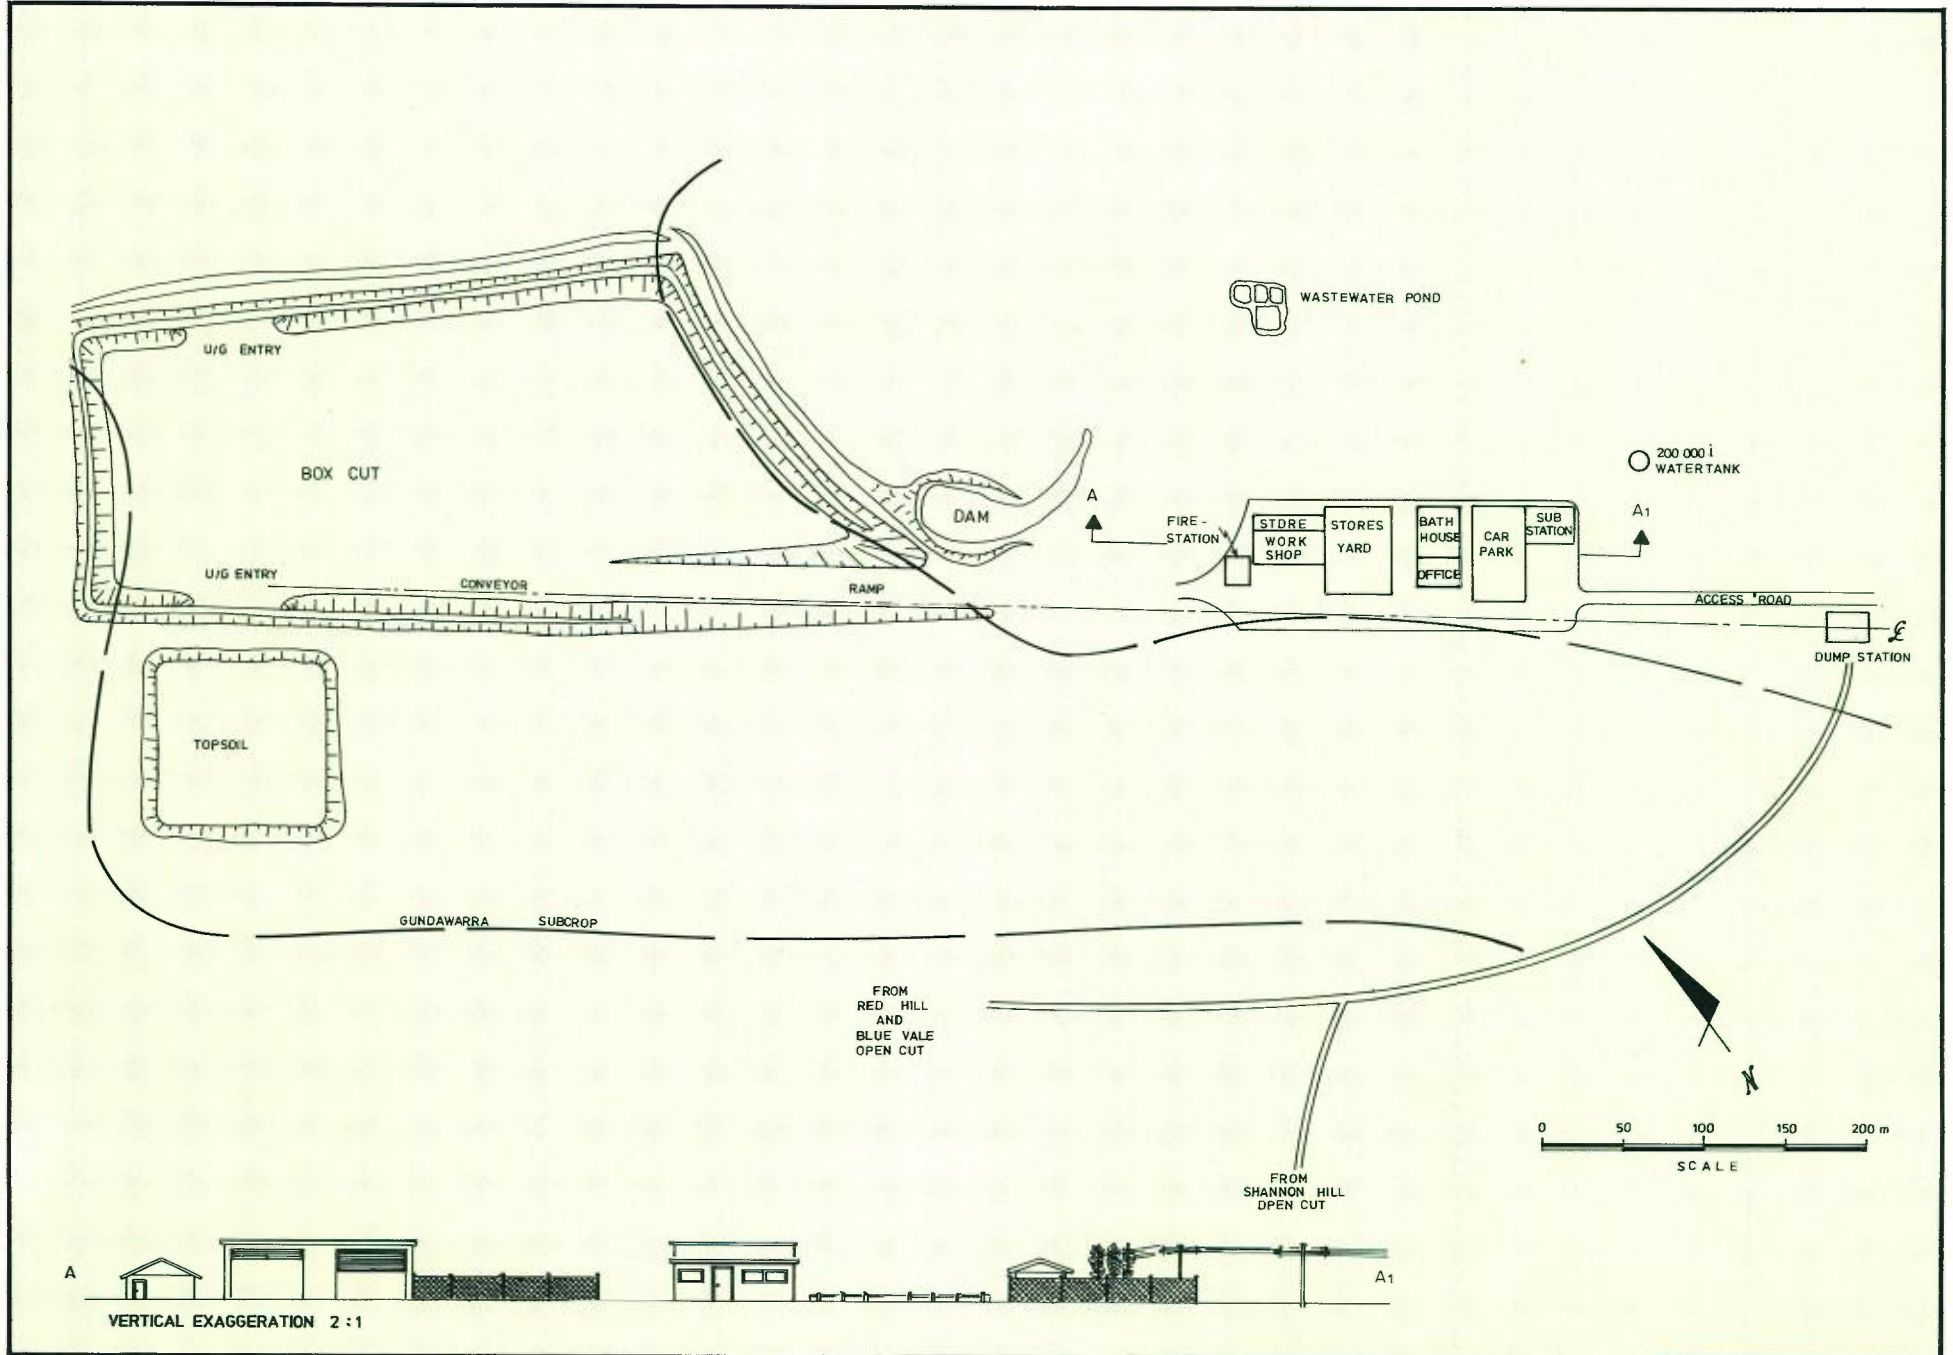 WASTEWATER POND
U/G ENTRY
BOX CUT
200 000 l
WATERTANK
A
DAM
FIRE-
STATION
STORE
WORK
SHOP
STORES
YARD
BATH
HOUSE
OFFICE
CAR
PARK
SUB
STATION
A1
U/G ENTRY
CONVEYOR
RAMP
ACCESS ROAD
℄
DUMP STATION
TOPSOIL
GUNDAWARRA SUBCROP
FROM
RED HILL
AND
BLUE VALE
OPEN CUT
N
0 50 100 150 200 m
SCALE
FROM
SHANNON HILL
OPEN CUT
A
A1
VERTICAL EXAGGERATION 2:1